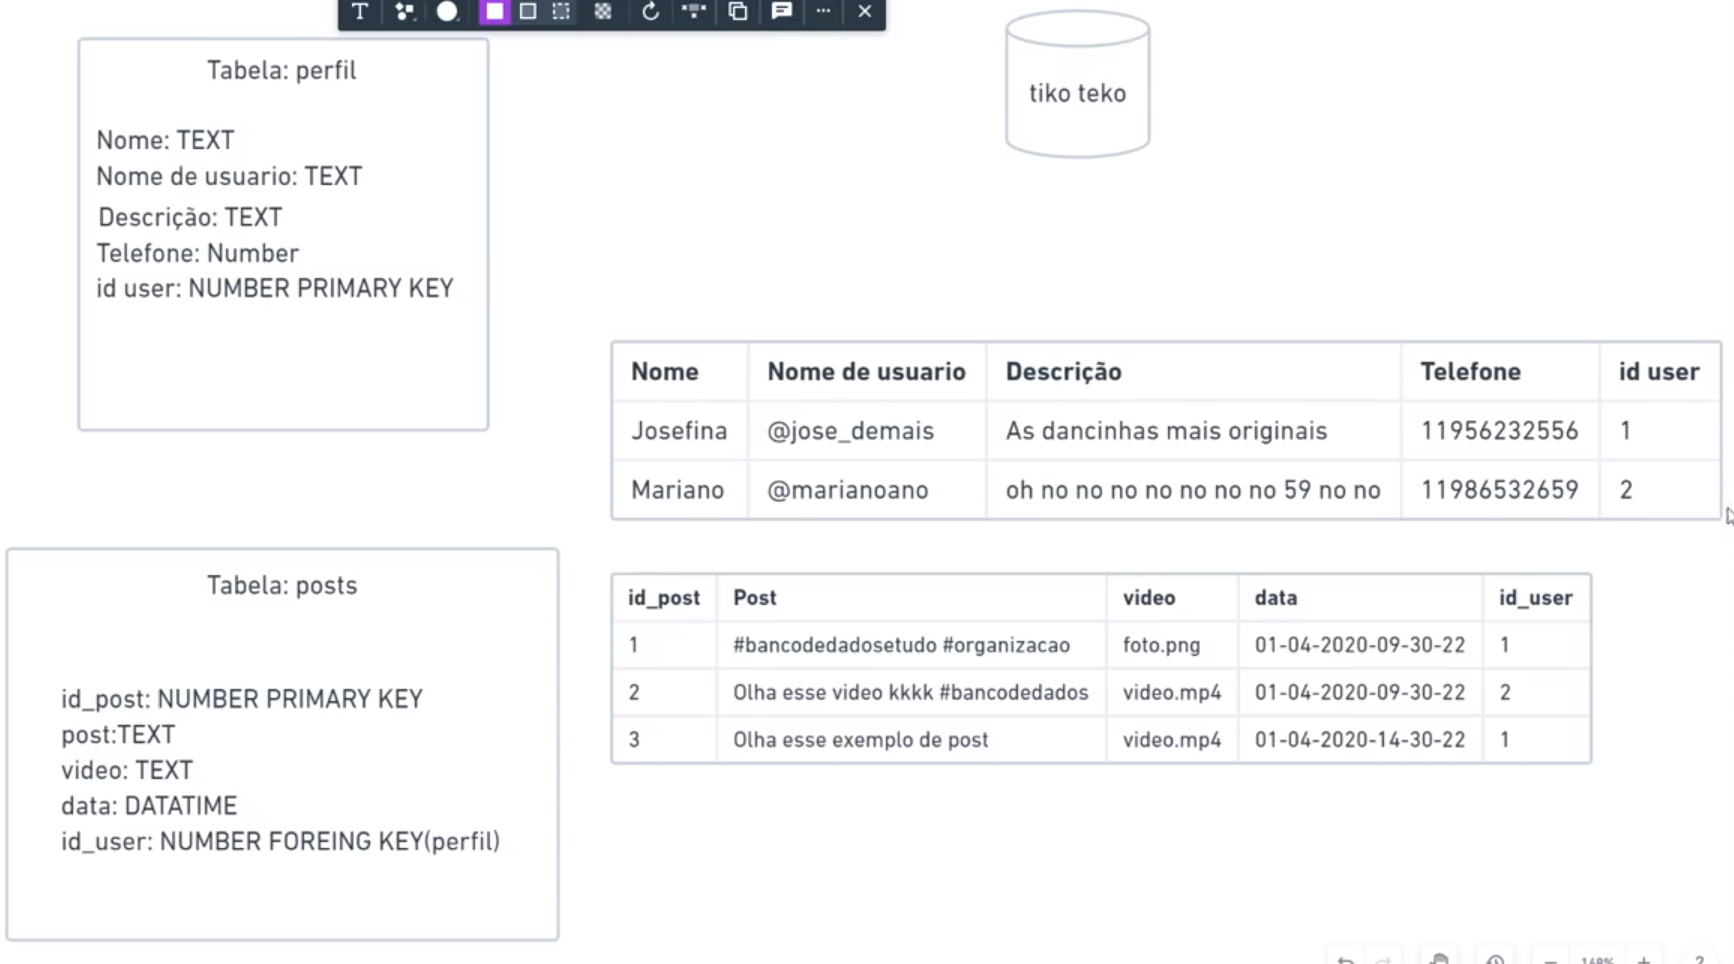 T
tiko teko
Tabela: perfil
Nome: TEXT
Nome de usuario: TEXT
Descrição: TEXT
Telefone: Number
id user: NUMBER PRIMARY KEY
Nome Nome de usuario Descrição Telefone id user
Josefina @jose_demais As dancinhas mais originais 11956232556 1
Mariano @marianoano oh no no no no no no no 59 no no 11986532659 2
Tabela: posts
id_post: NUMBER PRIMARY KEY
post:TEXT
video: TEXT
data: DATATIME
id_user: NUMBER FOREING KEY(perfil)
id_post Post video data id_user
1 #bancodedadosetudo #organizacao foto.png 01-04-2020-09-30-22 1
2 Olha esse video kkkk #bancodedados video.mp4 01-04-2020-09-30-22 2
3 Olha esse exemplo de post video.mp4 01-04-2020-14-30-22 1